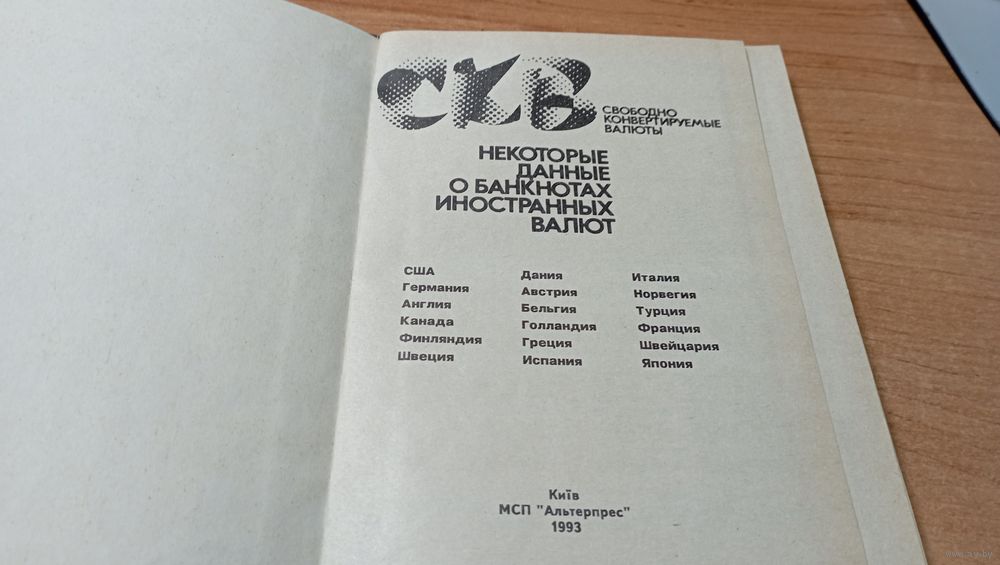 СКВ
СВОБОДНО
КОНВЕРТИРУЕМЫЕ
ВАЛЮТЫ
НЕКОТОРЫЕ
ДАННЫЕ
О БАНКНОТАХ
ИНОСТРАННЫХ
ВАЛЮТ
США
Германия
Англия
Канада
Финляндия
Швеция
Дания
Австрия
Бельгия
Голландия
Греция
Испания
Италия
Норвегия
Турция
Франция
Швейцария
Япония
Київ
МСП "Альтерпрес"
1993